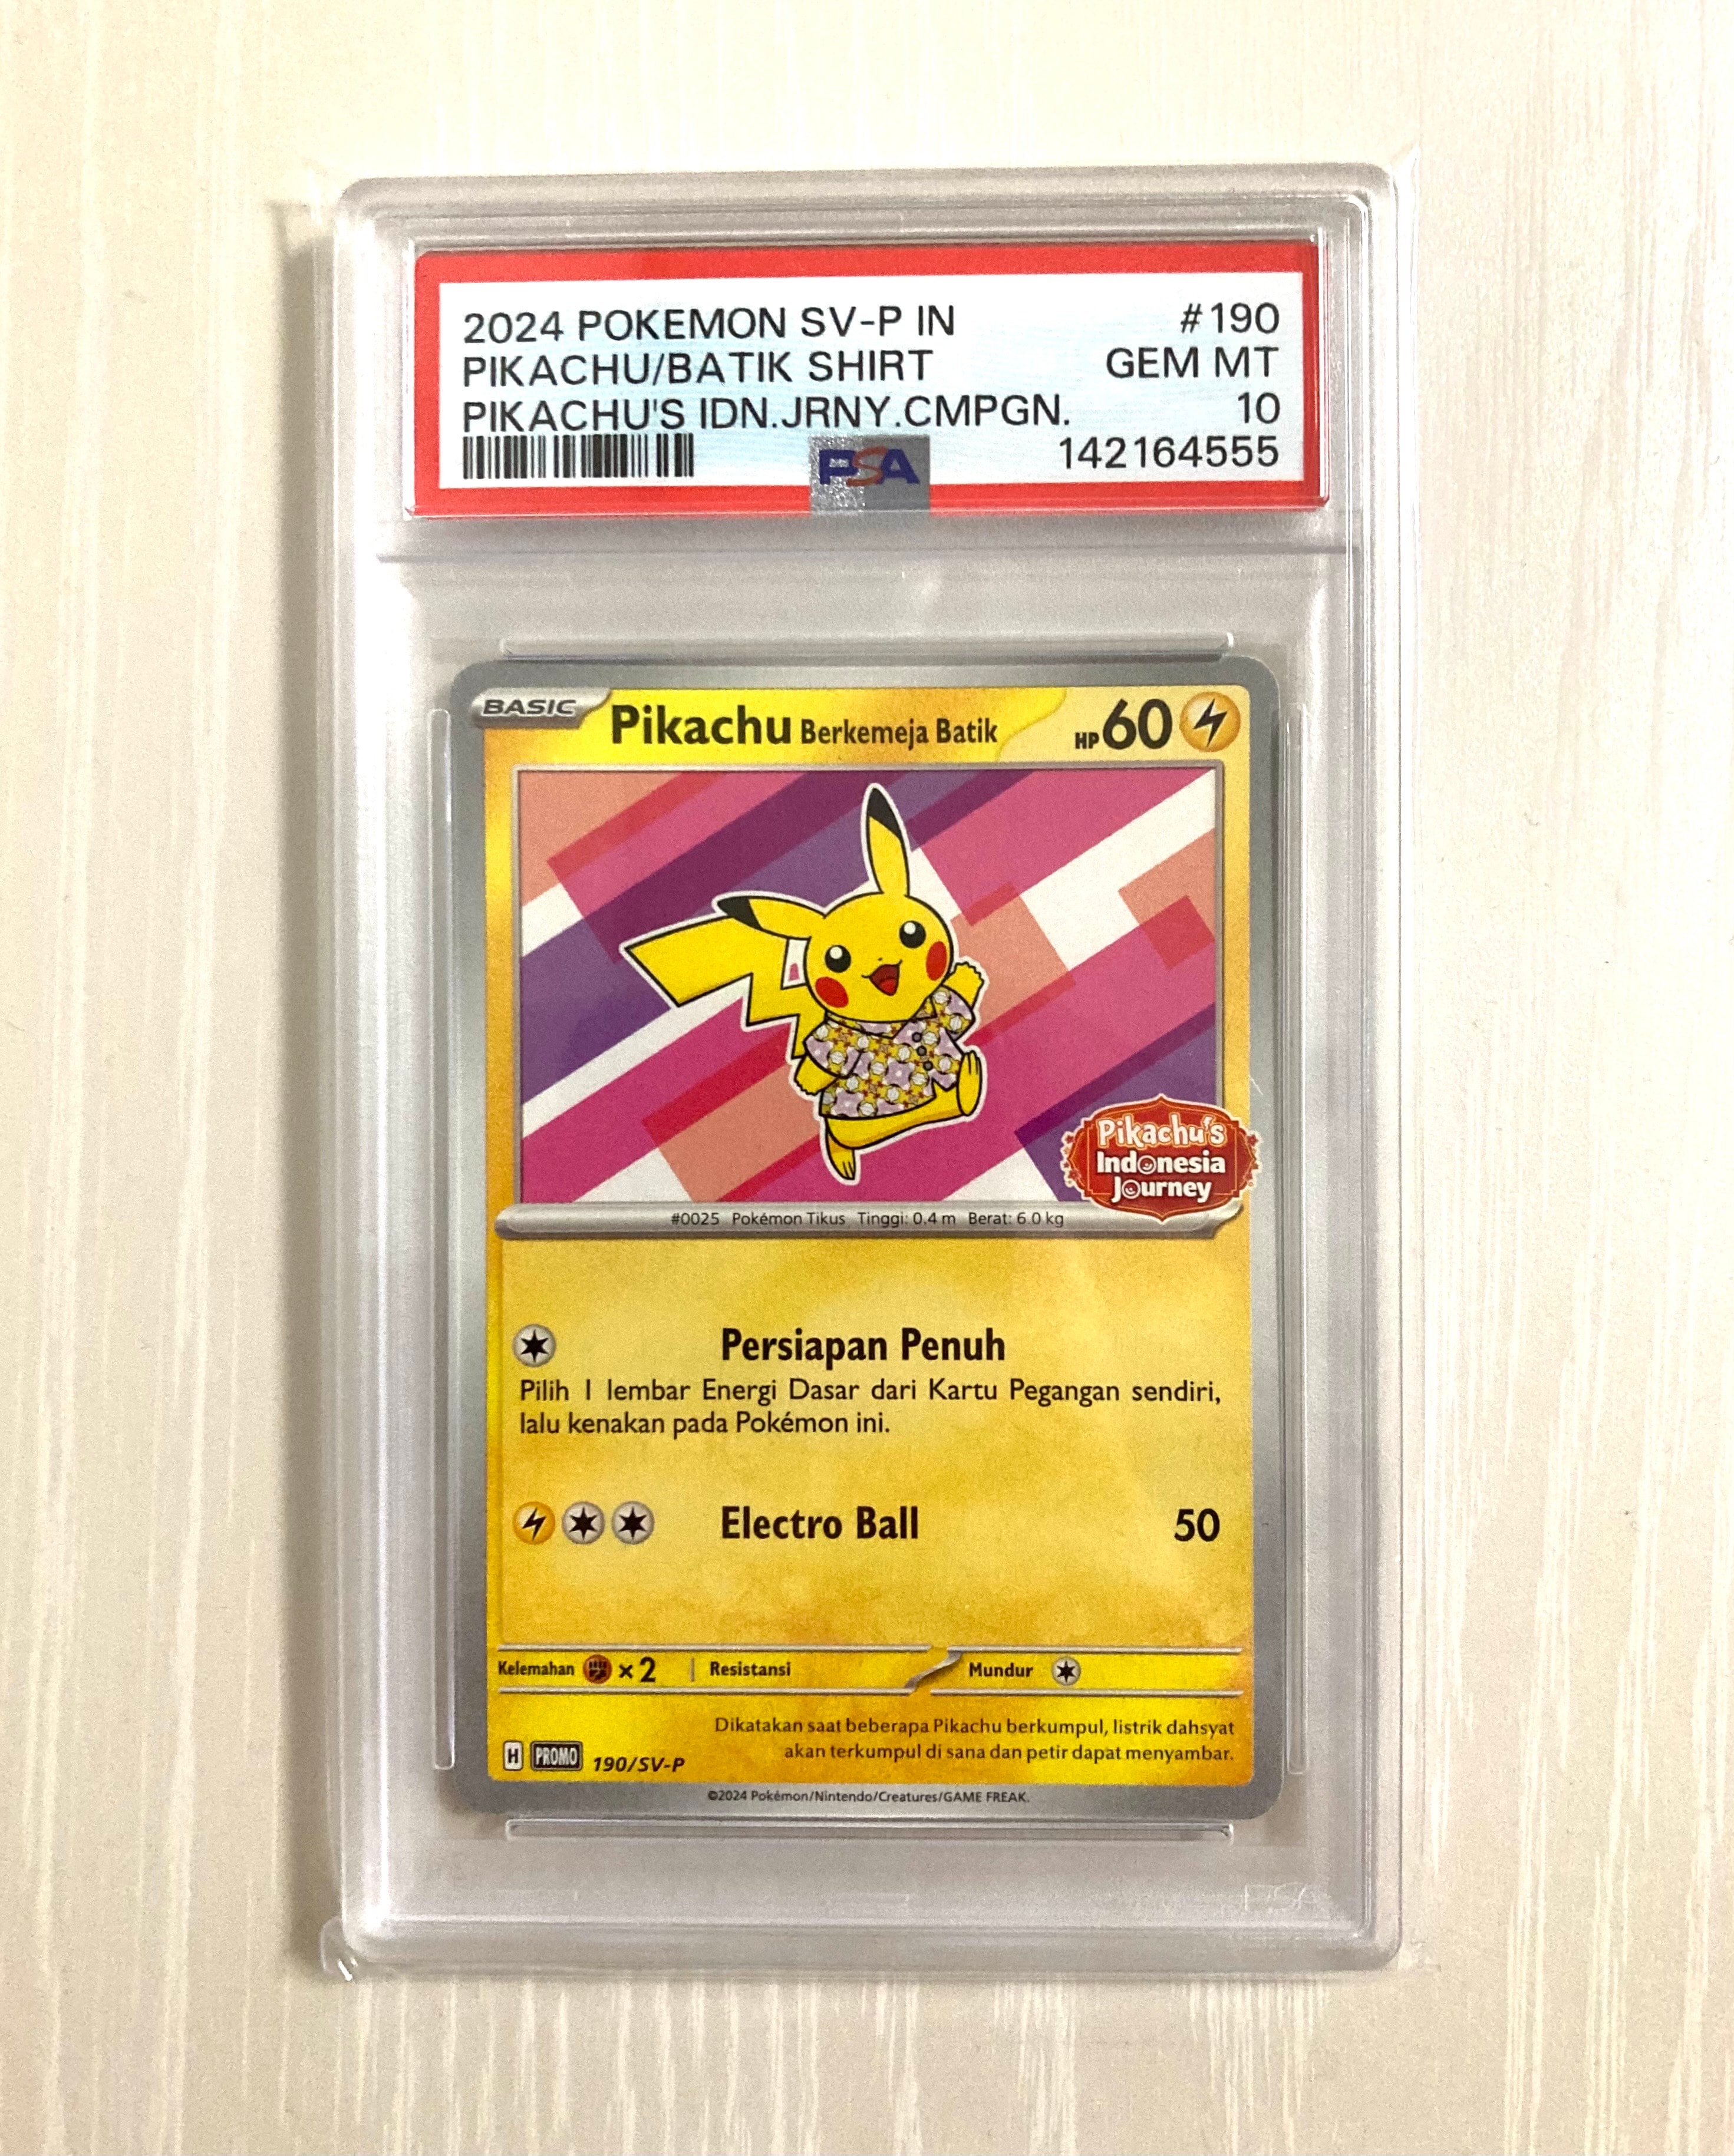 2024 POKEMON SV-P IN #190
PIKACHU/BATIK SHIRT GEM MT
PIKACHU'S IDN.JRNY.CMPGN. 10
PSA 142164555
BASIC Pikachu Berkemeja Batik HP 60
Pikachu's
Indonesia
Journey
#0025 Pokémon Tikus Tinggi: 0.4 m Berat: 6.0 kg
Persiapan Penuh
Pilih 1 lembar Energi Dasar dari Kartu Pegangan sendiri,
lalu kenakan pada Pokémon ini.
Electro Ball 50
Kelemahan ×2 Resistansi Mundur
Dikatakan saat beberapa Pikachu berkumpul, listrik dahsyat
akan terkumpul di sana dan petir dapat menyambar.
H PROMO 190/SV-P
©2024 Pokémon/Nintendo/Creatures/GAME FREAK.
PSA